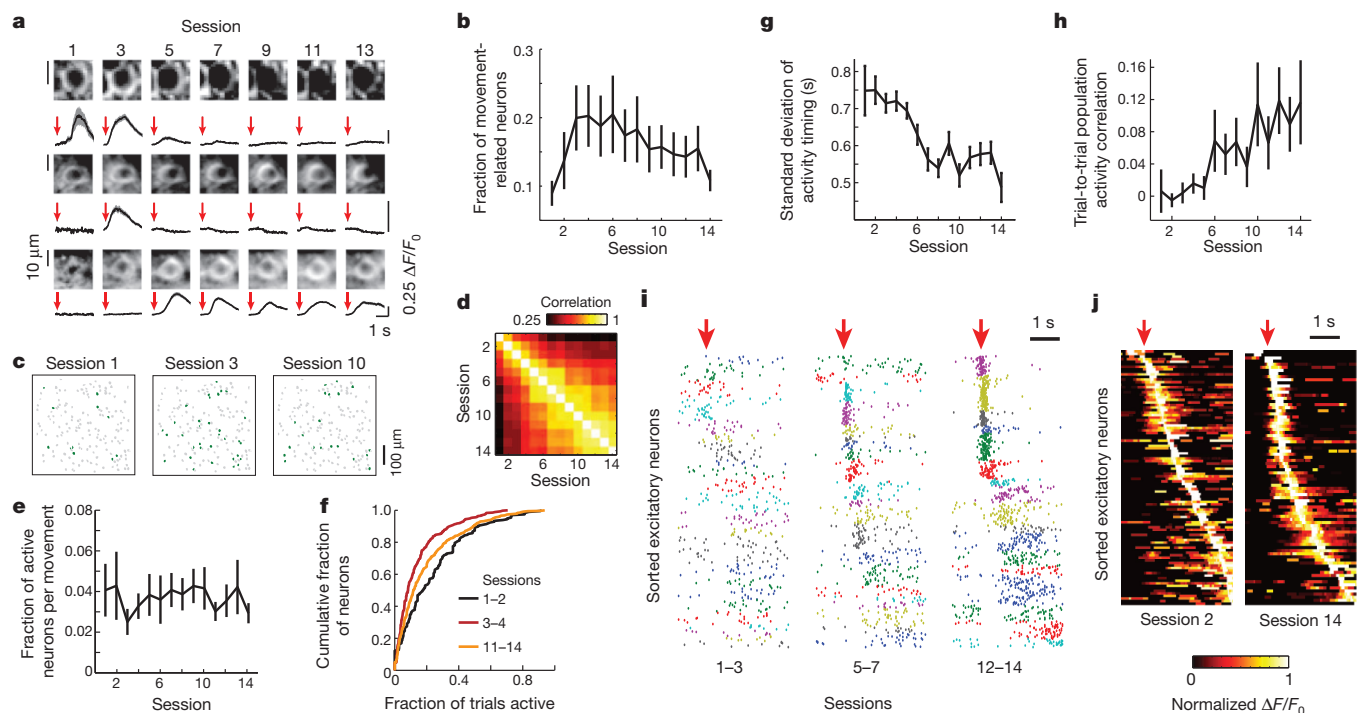 a
Session
1 3 5 7 9 11 13
10 μm
0.25 ΔF/F0
1 s
b
Fraction of movement-
related neurons
0.3
0.2
0.1
2 6 10 14
Session
g
Standard deviation of
activity timing (s)
0.8
0.7
0.6
0.5
2 6 10 14
Session
h
Trial-to-trial population
activity correlation
0.16
0.12
0.08
0.04
0
2 6 10 14
Session
c
Session 1 Session 3 Session 10
100 μm
d
Correlation
0.25 1
Session
2
6
10
14
2 6 10 14
Session
e
Fraction of active
neurons per movement
0.08
0.06
0.04
0.02
0
2 6 10 14
Session
f
Cumulative fraction
of neurons
1.0
0.8
0.6
0.4
0.2
0
Sessions
1–2
3–4
11–14
0 0.4 0.8
Fraction of trials active
i
1 s
Sorted excitatory neurons
1–3 5–7 12–14
Sessions
j
1 s
Sorted excitatory neurons
Session 2 Session 14
0 1
Normalized ΔF/F0